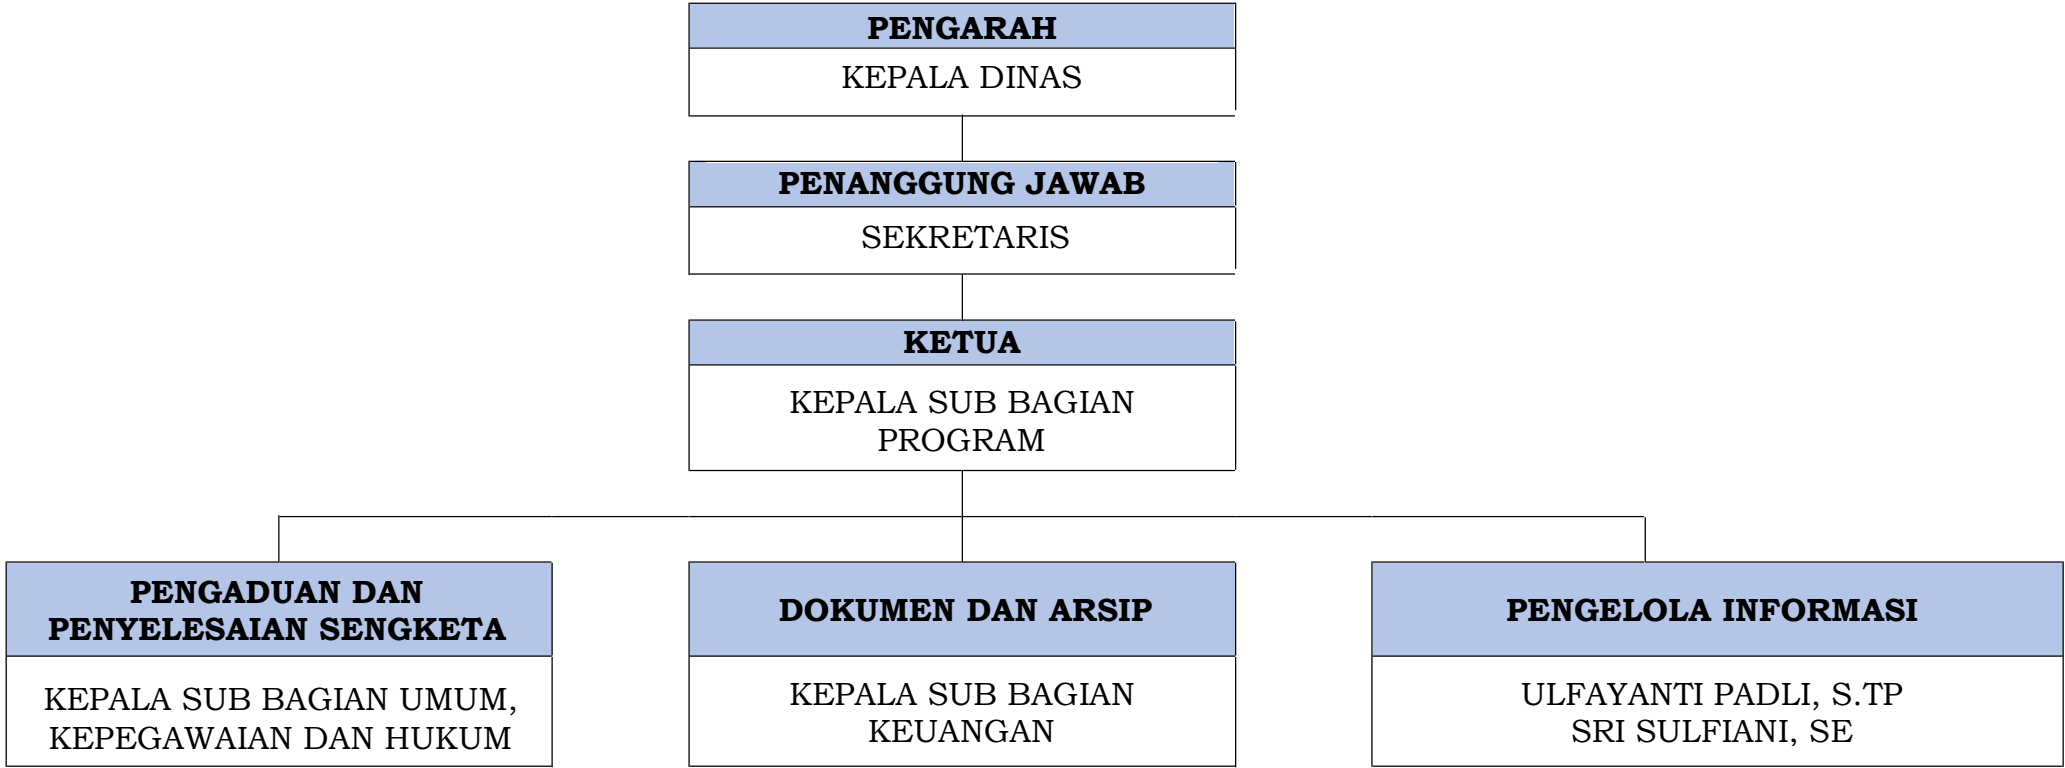 PENGARAH
KEPALA DINAS
PENANGGUNG JAWAB
SEKRETARIS
KETUA
KEPALA SUB BAGIAN
PROGRAM
PENGADUAN DAN
PENYELESAIAN SENGKETA
KEPALA SUB BAGIAN UMUM,
KEPEGAWAIAN DAN HUKUM
DOKUMEN DAN ARSIP
KEPALA SUB BAGIAN
KEUANGAN
PENGELOLA INFORMASI
ULFAYANTI PADLI, S.TP
SRI SULFIANI, SE